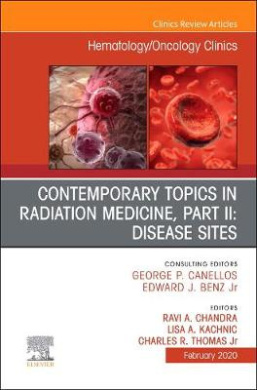 Clinics Review Articles
Hematology/Oncology Clinics
CONTEMPORARY TOPICS IN
RADIATION MEDICINE, PART II:
DISEASE SITES
CONSULTING EDITORS
GEORGE P. CANELLOS
EDWARD J. BENZ Jr
EDITORS
RAVI A. CHANDRA
LISA A. KACHNIC
CHARLES R. THOMAS Jr
ELSEVIER
February 2020